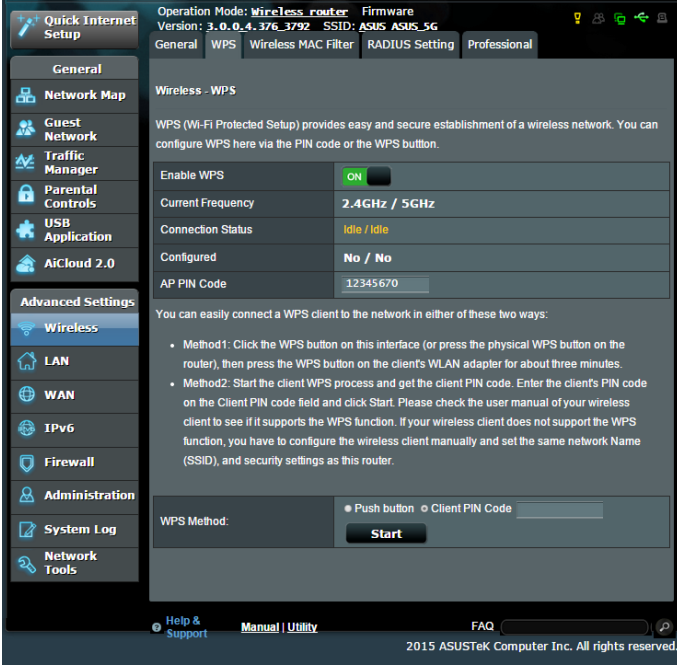 Quick Internet Setup
Operation Mode: Wireless router Firmware
Version: 3.0.0.4.376_3792 SSID: ASUS ASUS_5G
General WPS Wireless MAC Filter RADIUS Setting Professional
General
Network Map
Guest Network
Traffic Manager
Parental Controls
USB Application
AiCloud 2.0
Advanced Settings
Wireless
LAN
WAN
IPv6
Firewall
Administration
System Log
Network Tools
Wireless - WPS
WPS (Wi-Fi Protected Setup) provides easy and secure establishment of a wireless network. You can
configure WPS here via the PIN code or the WPS buttton.
Enable WPS ON
Current Frequency 2.4GHz / 5GHz
Connection Status Idle / Idle
Configured No / No
AP PIN Code 12345670
You can easily connect a WPS client to the network in either of these two ways:
• Method1: Click the WPS button on this interface (or press the physical WPS button on the
router), then press the WPS button on the client's WLAN adapter for about three minutes.
• Method2: Start the client WPS process and get the client PIN code. Enter the client's PIN code
on the Client PIN code field and click Start. Please check the user manual of your wireless
client to see if it supports the WPS function. If your wireless client does not support the WPS
function, you have to configure the wireless client manually and set the same network Name
(SSID), and security settings as this router.
WPS Method: Push button Client PIN Code
Start
Help & Support Manual | Utility FAQ
2015 ASUSTeK Computer Inc. All rights reserved.